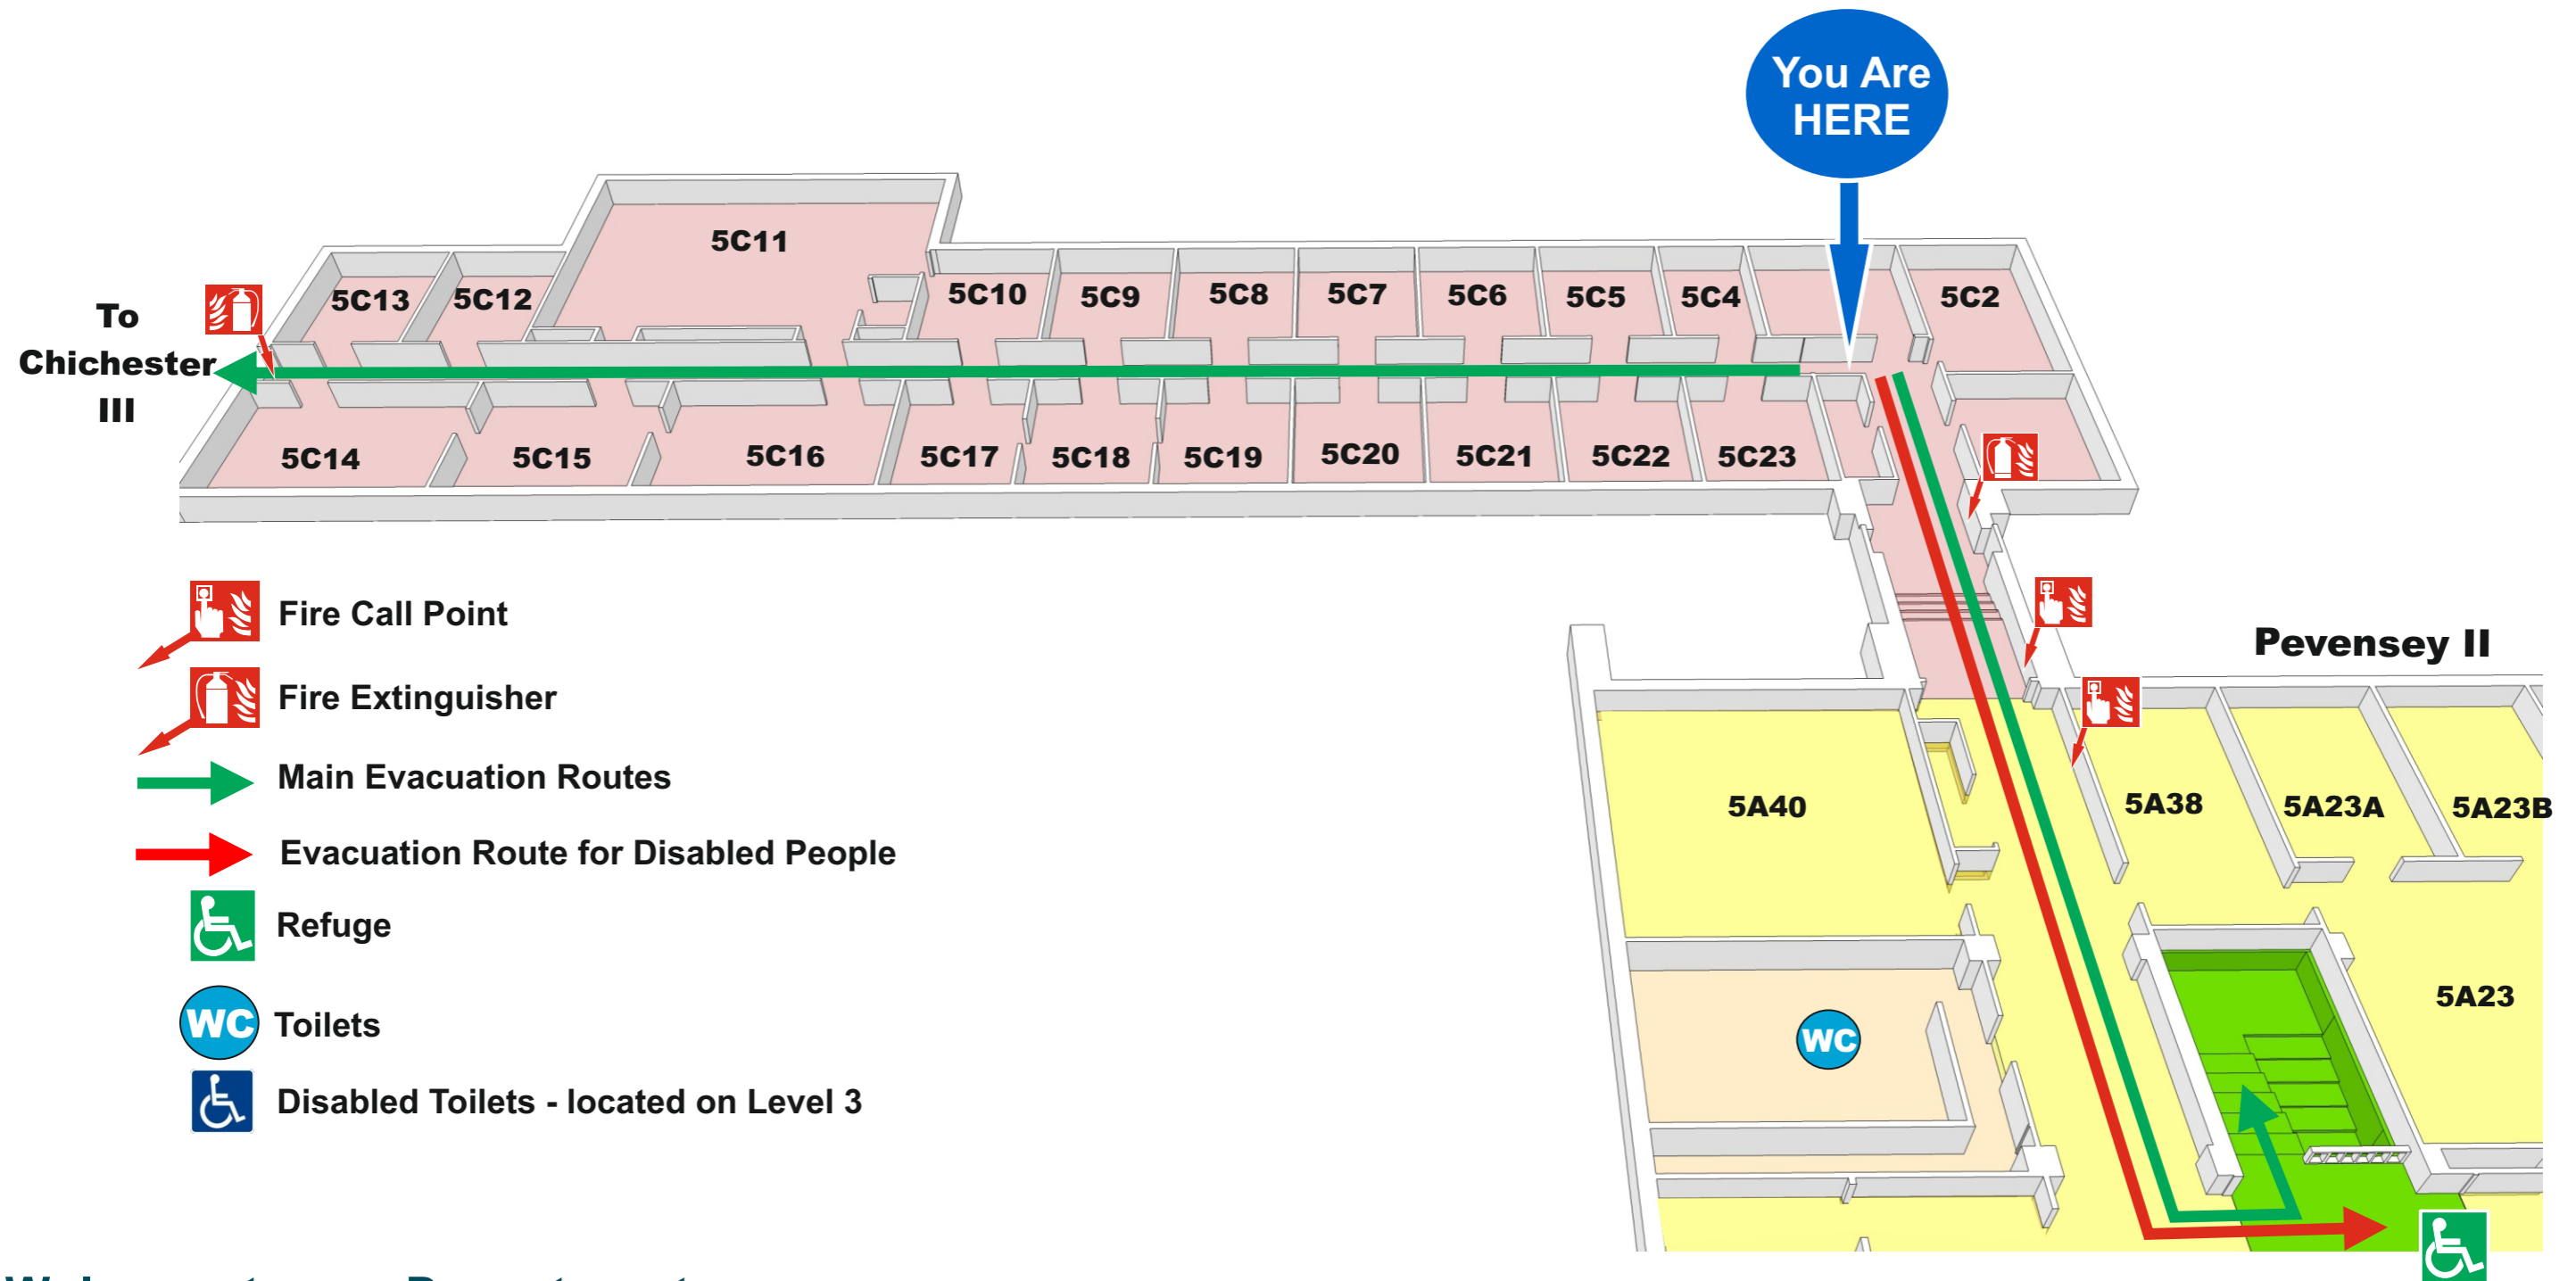 You Are
HERE
5C11
5C13
5C12
5C10
5C9
5C8
5C7
5C6
5C5
5C4
5C2
To
Chichester
III
5C14
5C15
5C16
5C17
5C18
5C19
5C20
5C21
5C22
5C23
Fire Call Point
Fire Extinguisher
Main Evacuation Routes
Evacuation Route for Disabled People
Refuge
WC Toilets
Disabled Toilets - located on Level 3
Pevensey II
5A40
5A38
5A23A
5A23B
5A23
WC